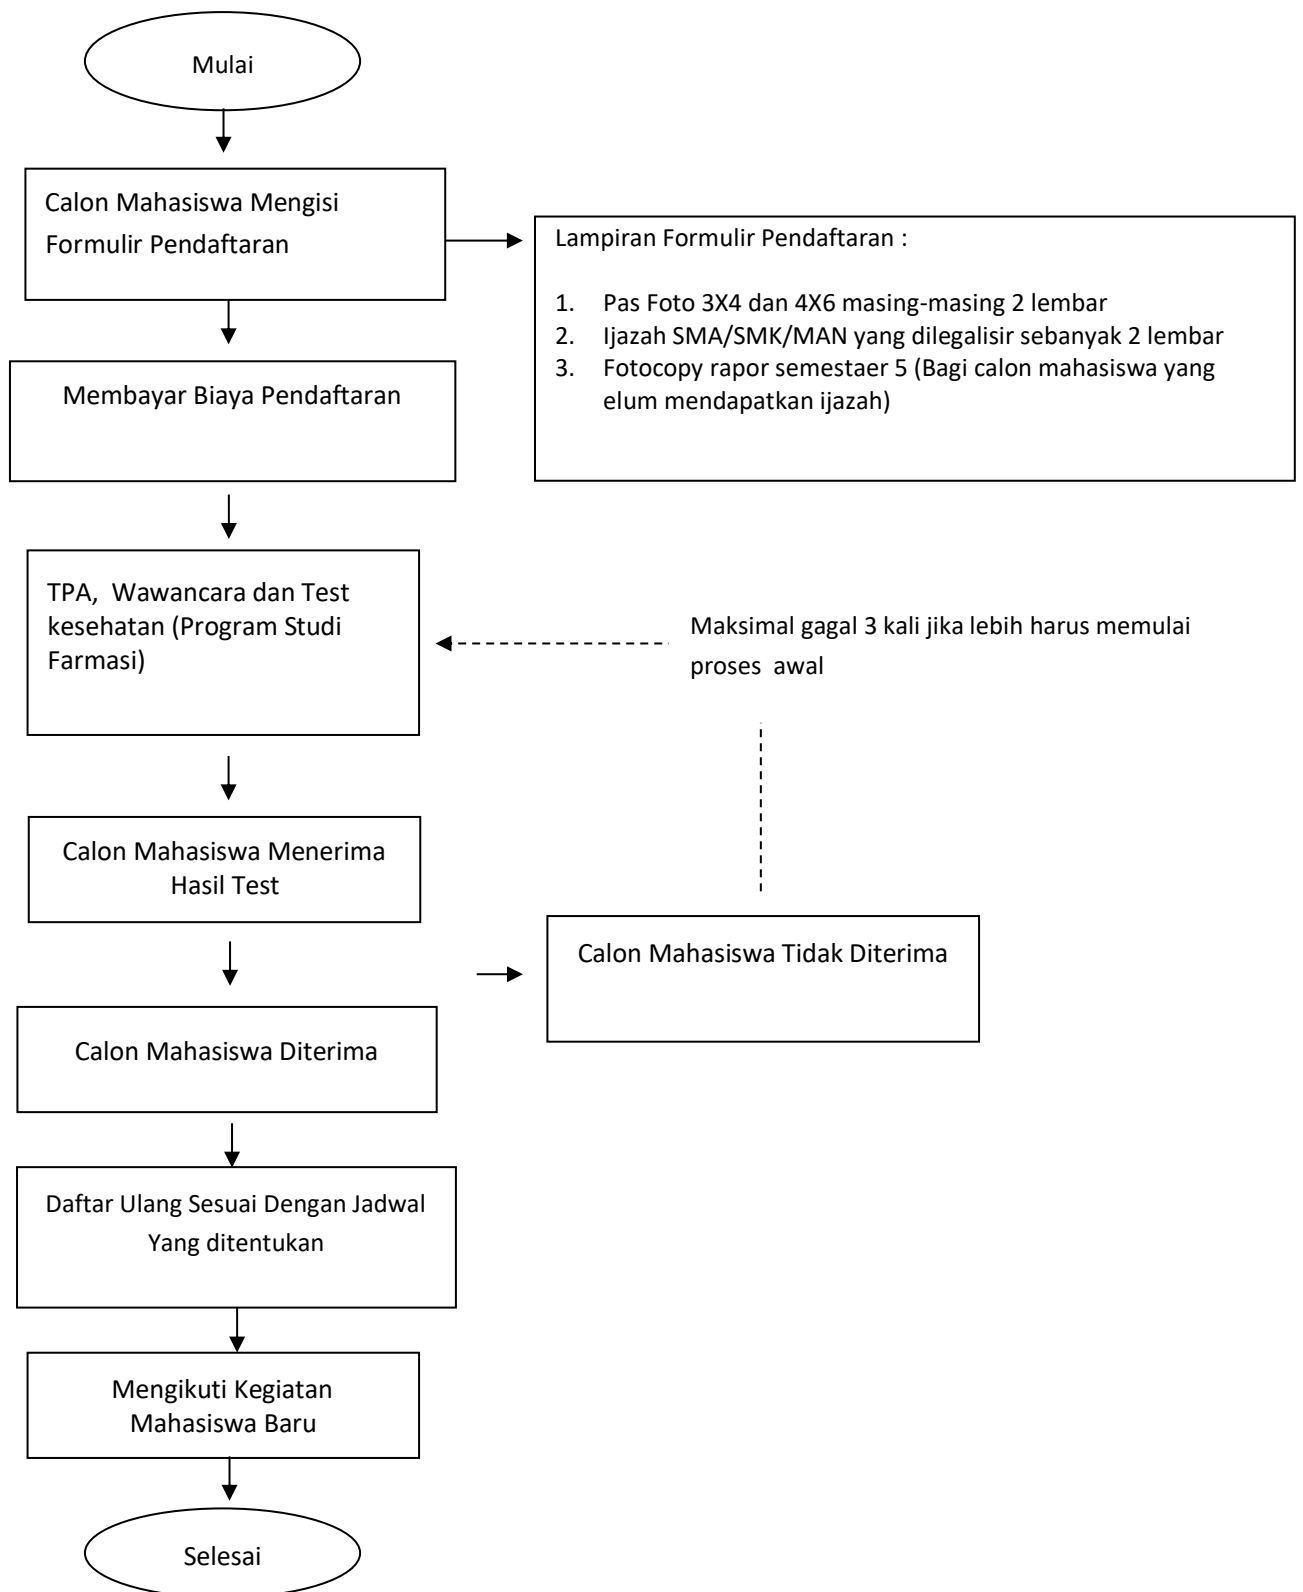 Mulai
Calon Mahasiswa Mengisi
Formulir Pendaftaran
Lampiran Formulir Pendaftaran :
1. Pas Foto 3X4 dan 4X6 masing-masing 2 lembar
2. Ijazah SMA/SMK/MAN yang dilegalisir sebanyak 2 lembar
3. Fotocopy rapor semestaer 5 (Bagi calon mahasiswa yang
elum mendapatkan ijazah)
Membayar Biaya Pendaftaran
TPA, Wawancara dan Test
kesehatan (Program Studi
Farmasi)
Maksimal gagal 3 kali jika lebih harus memulai
proses awal
Calon Mahasiswa Menerima
Hasil Test
Calon Mahasiswa Tidak Diterima
Calon Mahasiswa Diterima
Daftar Ulang Sesuai Dengan Jadwal
Yang ditentukan
Mengikuti Kegiatan
Mahasiswa Baru
Selesai